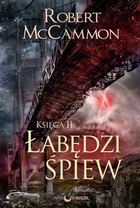 ROBERT
MCCAMMON
KSIĘGA II
ŁABĘDZI
ŚPIEW